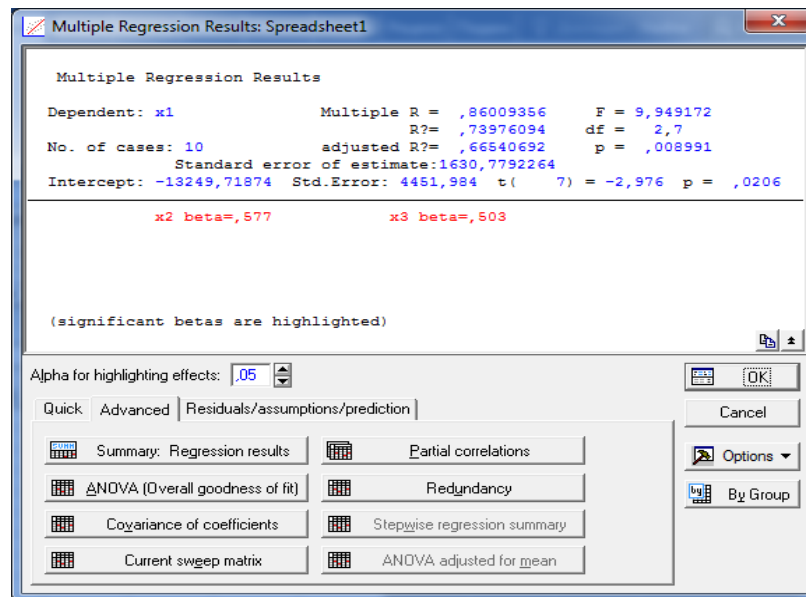 Multiple Regression Results: Spreadsheet1
Multiple Regression Results
Dependent: x1 Multiple R = ,86009356 F = 9,949172
R?= ,73976094 df = 2,7
No. of cases: 10 adjusted R?= ,66540692 p = ,008991
Standard error of estimate:1630,7792264
Intercept: -13249,71874 Std.Error: 4451,984 t( 7) = -2,976 p = ,0206
x2 beta=,577 x3 beta=,503
(significant betas are highlighted)
Alpha for highlighting effects: ,05
OK
Quick Advanced Residuals/assumptions/prediction
Cancel
Summary: Regression results Partial correlations
Options
ANOVA (Overall goodness of fit) Redundancy
By Group
Covariance of coefficients Stepwise regression summary
Current sweep matrix ANOVA adjusted for mean